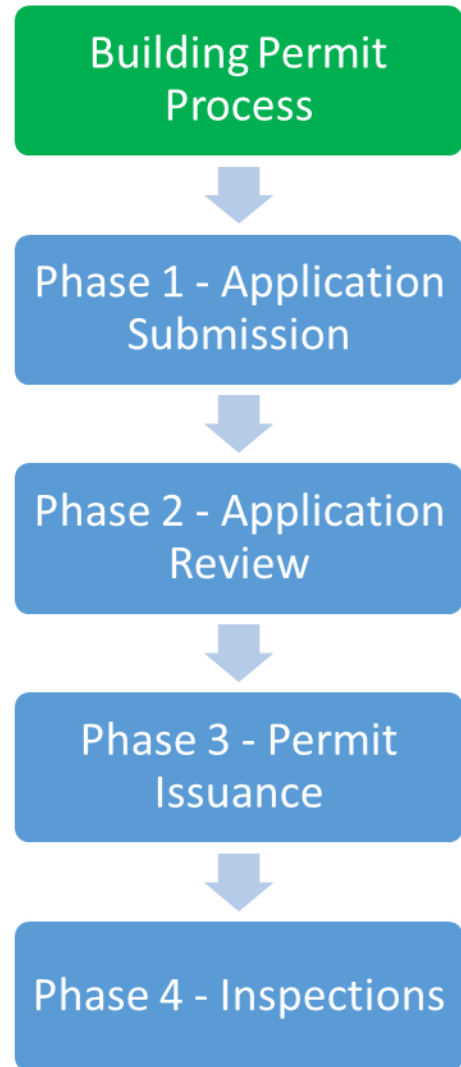 Building Permit
Process
Phase 1 - Application
Submission
Phase 2 - Application
Review
Phase 3 - Permit
Issuance
Phase 4 - Inspections